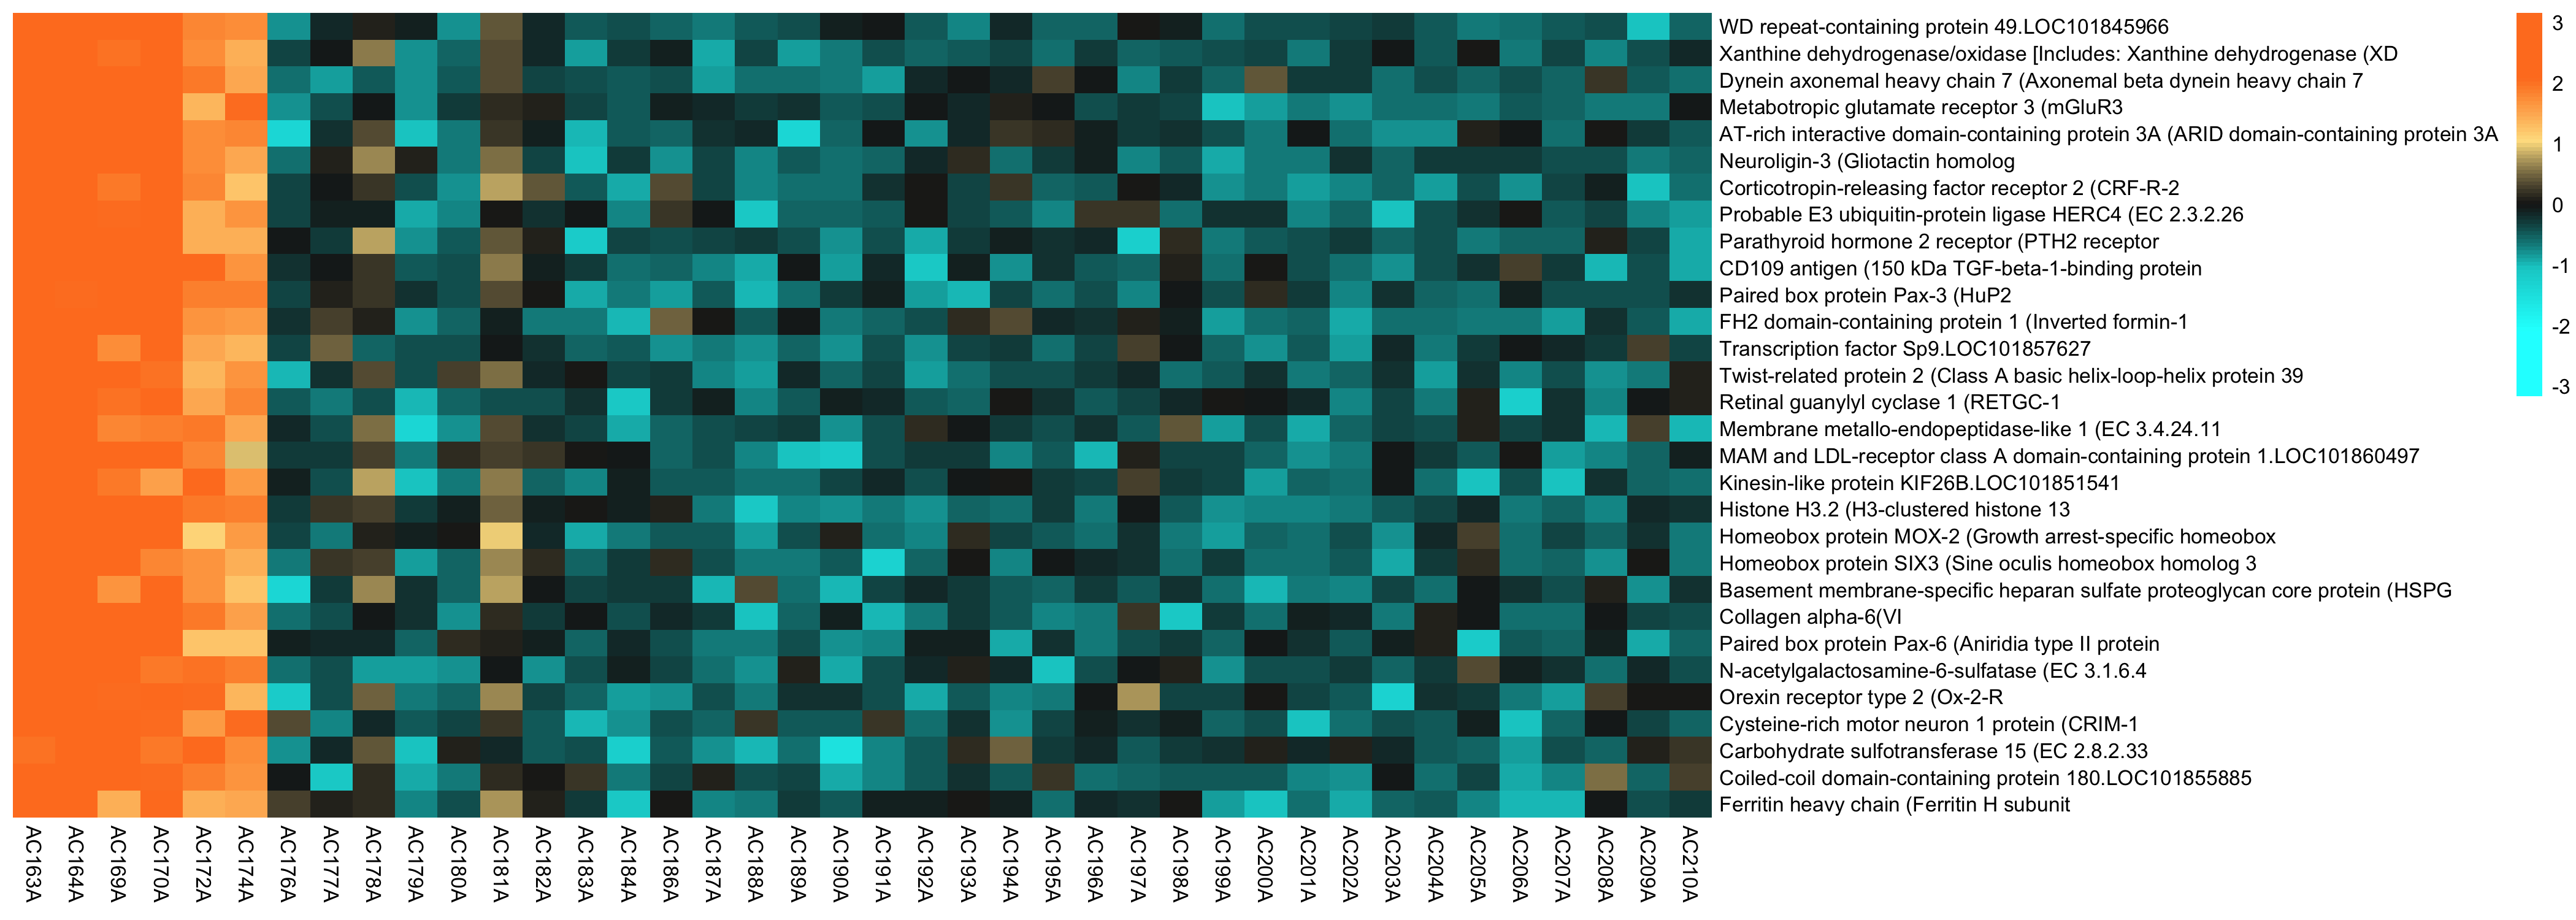 WD repeat-containing protein 49.LOC101845966
Xanthine dehydrogenase/oxidase [Includes: Xanthine dehydrogenase (XD
Dynein axonemal heavy chain 7 (Axonemal beta dynein heavy chain 7
Metabotropic glutamate receptor 3 (mGluR3
AT-rich interactive domain-containing protein 3A (ARID domain-containing protein 3A
Neuroligin-3 (Gliotactin homolog
Corticotropin-releasing factor receptor 2 (CRF-R-2
Probable E3 ubiquitin-protein ligase HERC4 (EC 2.3.2.26
Parathyroid hormone 2 receptor (PTH2 receptor
CD109 antigen (150 kDa TGF-beta-1-binding protein
Paired box protein Pax-3 (HuP2
FH2 domain-containing protein 1 (Inverted formin-1
Transcription factor Sp9.LOC101857627
Twist-related protein 2 (Class A basic helix-loop-helix protein 39
Retinal guanylyl cyclase 1 (RETGC-1
Membrane metallo-endopeptidase-like 1 (EC 3.4.24.11
MAM and LDL-receptor class A domain-containing protein 1.LOC101860497
Kinesin-like protein KIF26B.LOC101851541
Histone H3.2 (H3-clustered histone 13
Homeobox protein MOX-2 (Growth arrest-specific homeobox
Homeobox protein SIX3 (Sine oculis homeobox homolog 3
Basement membrane-specific heparan sulfate proteoglycan core protein (HSPG
Collagen alpha-6(VI
Paired box protein Pax-6 (Aniridia type II protein
N-acetylgalactosamine-6-sulfatase (EC 3.1.6.4
Orexin receptor type 2 (Ox-2-R
Cysteine-rich motor neuron 1 protein (CRIM-1
Carbohydrate sulfotransferase 15 (EC 2.8.2.33
Coiled-coil domain-containing protein 180.LOC101855885
Ferritin heavy chain (Ferritin H subunit
3
2
1
0
-1
-2
-3
AC163A
AC164A
AC169A
AC170A
AC172A
AC174A
AC176A
AC177A
AC178A
AC179A
AC180A
AC181A
AC182A
AC183A
AC184A
AC186A
AC187A
AC188A
AC189A
AC190A
AC191A
AC192A
AC193A
AC194A
AC195A
AC196A
AC197A
AC198A
AC199A
AC200A
AC201A
AC202A
AC203A
AC204A
AC205A
AC206A
AC207A
AC208A
AC209A
AC210A